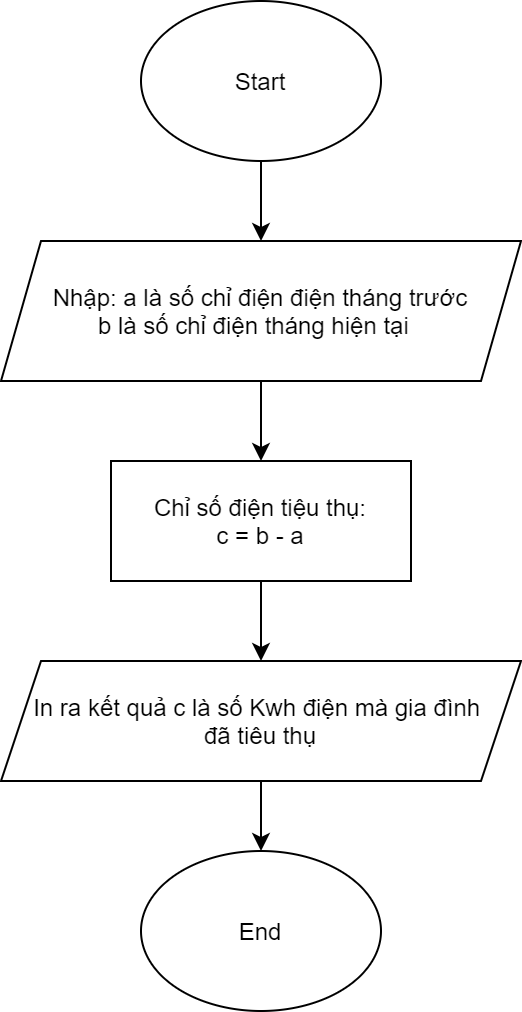 Start
Nhập: a là số chỉ điện điện tháng trước
b là số chỉ điện tháng hiện tại
Chỉ số điện tiệu thụ:
c = b - a
In ra kết quả c là số Kwh điện mà gia đình
đã tiêu thụ
End